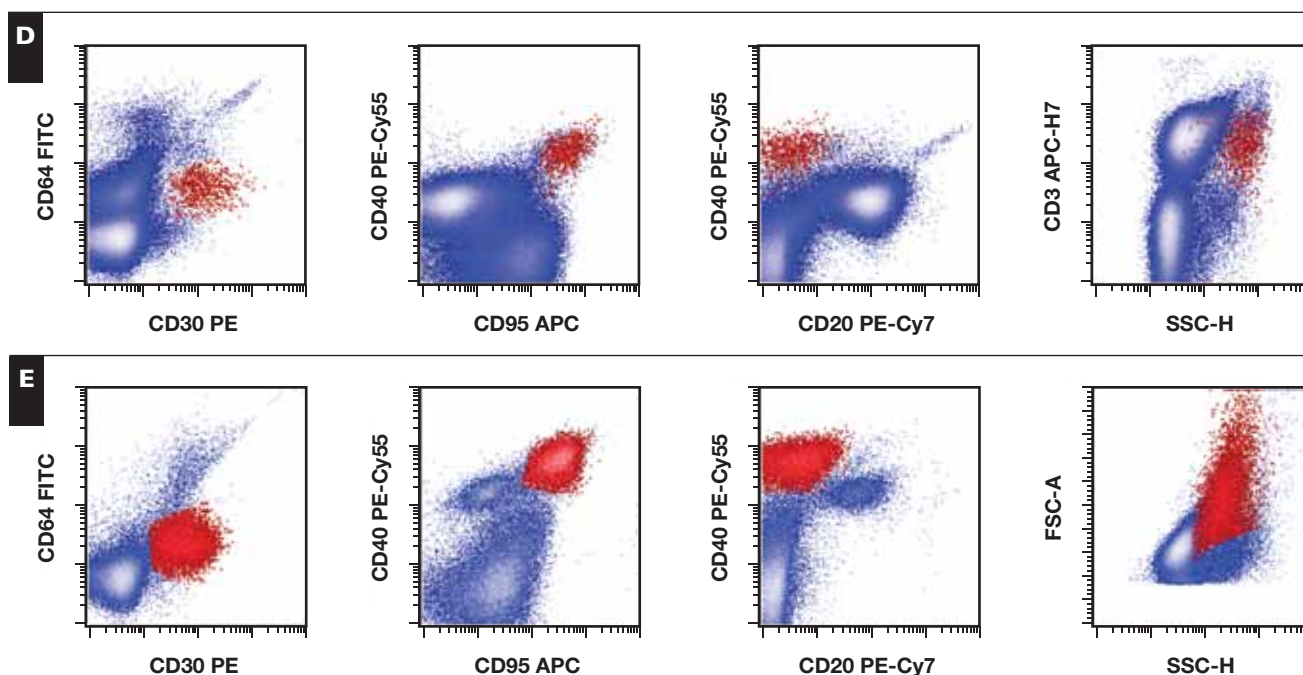 D
CD64 FITC
CD30 PE
CD40 PE-Cy55
CD95 APC
CD40 PE-Cy55
CD20 PE-Cy7
CD3 APC-H7
SSC-H
E
CD64 FITC
CD30 PE
CD40 PE-Cy55
CD95 APC
CD40 PE-Cy55
CD20 PE-Cy7
FSC-A
SSC-H